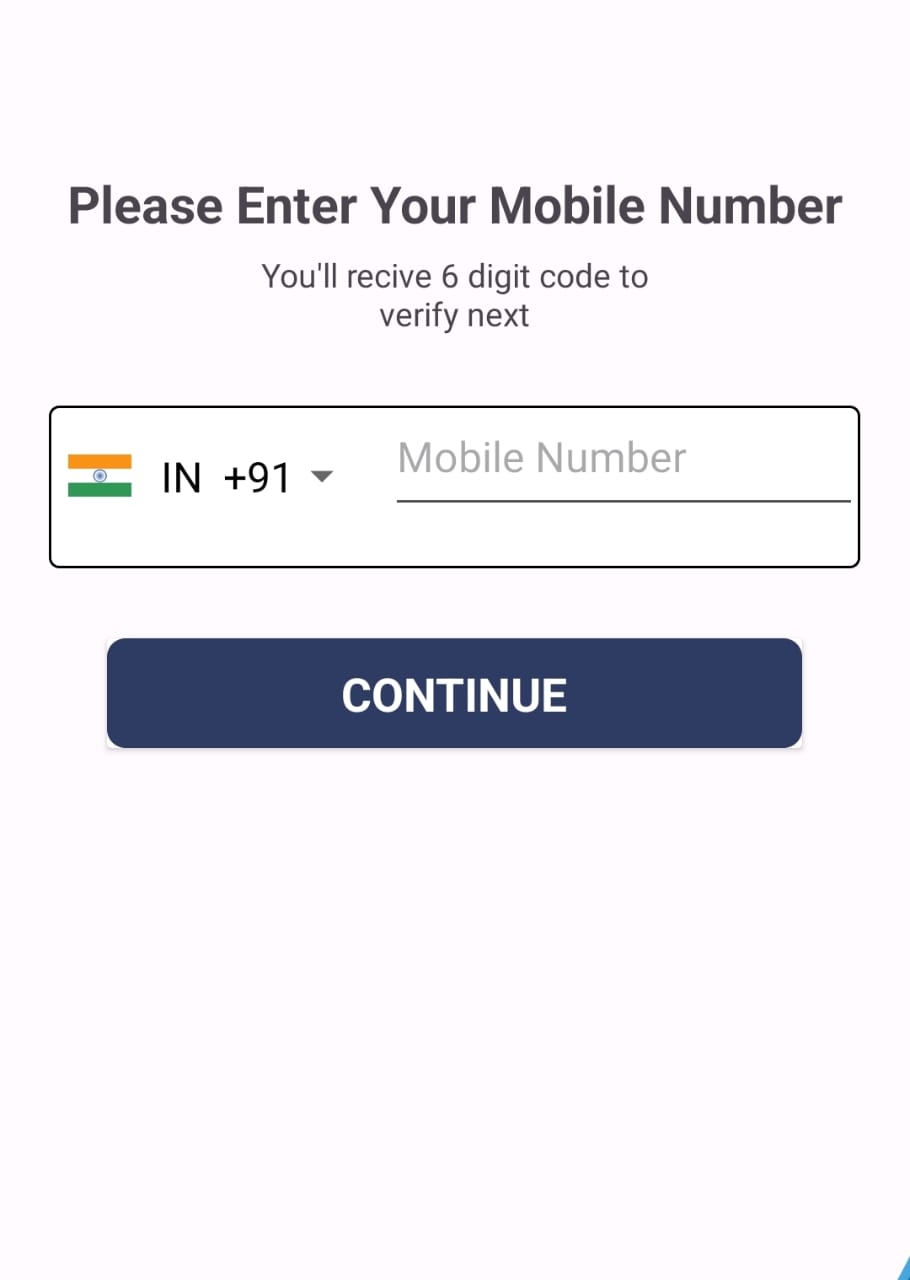 Please Enter Your Mobile Number
You'll recive 6 digit code to
verify next
IN +91 Mobile Number
CONTINUE